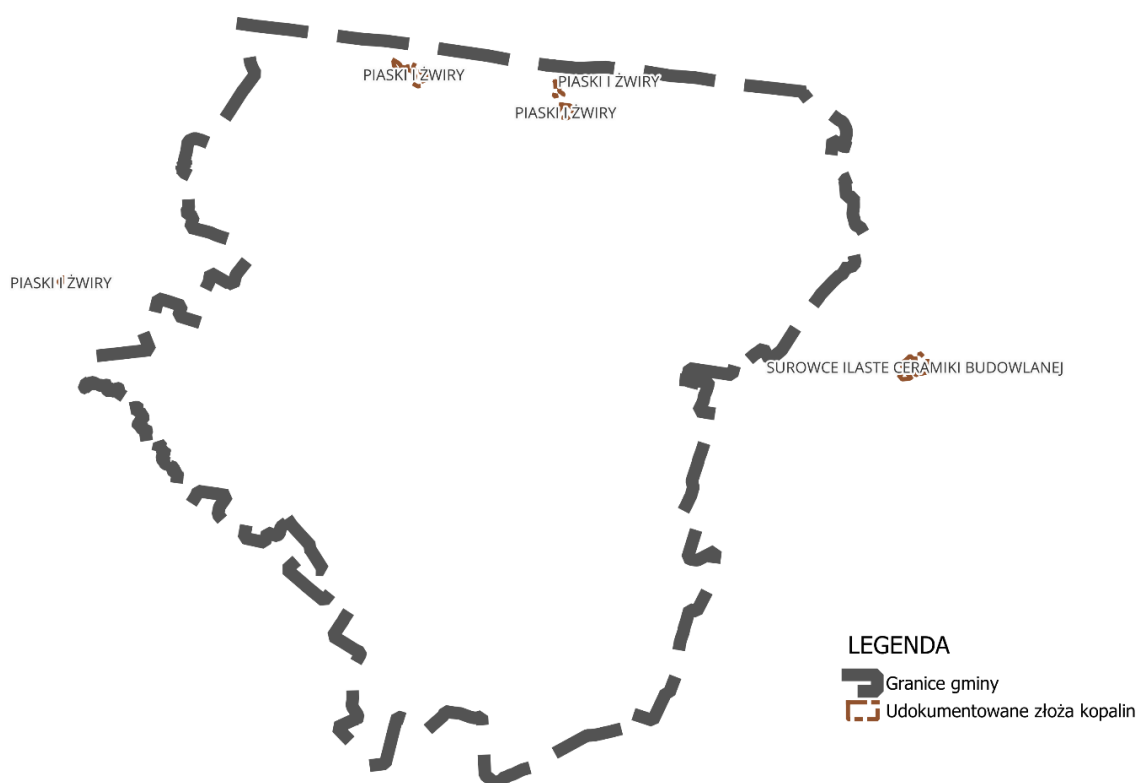 PIASKI I ŻWIRY
PIASKI I ŻWIRY
PIASKI I ŻWIRY
PIASKI I ŻWIRY
SUROWCE ILASTE CERAMIKI BUDOWLANEJ
LEGENDA
Granice gminy
Udokumentowane złoża kopalin